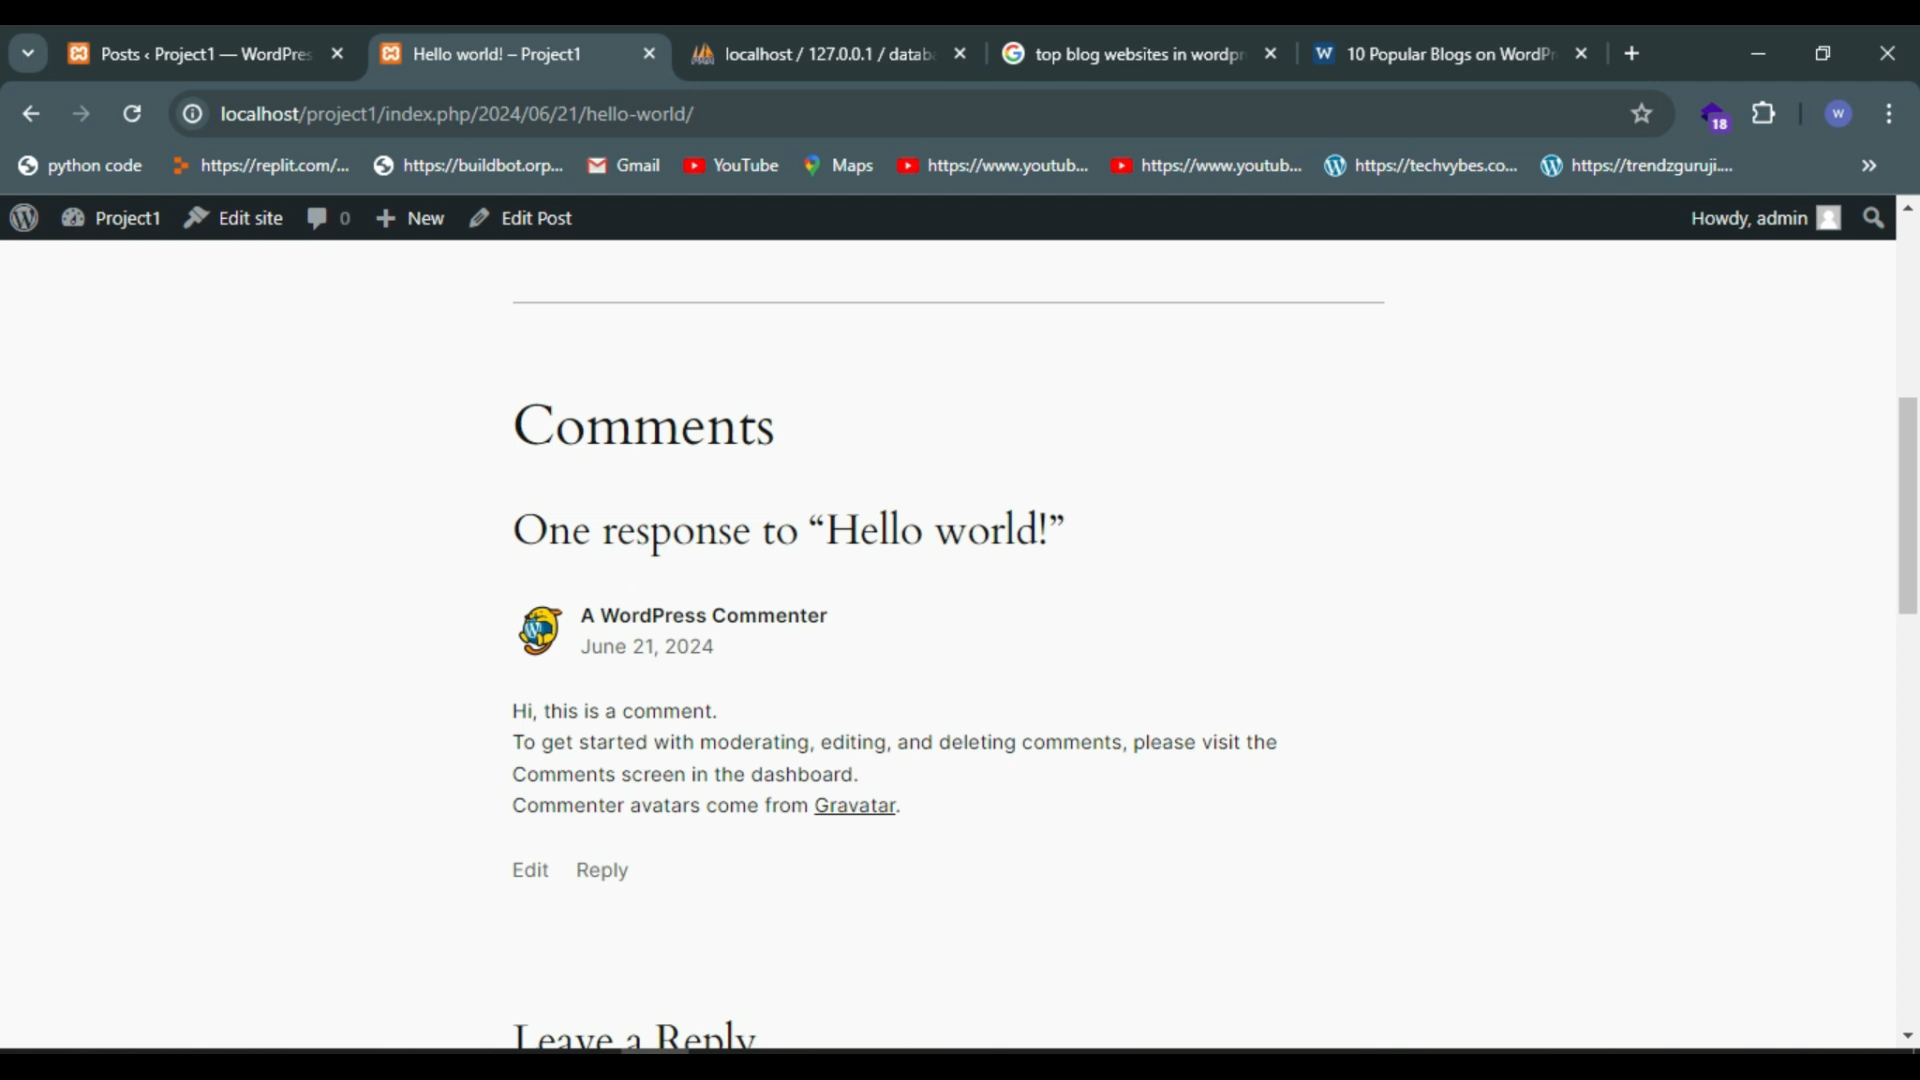 Posts ‹ Project1 — WordPres
Hello world! – Project1
localhost / 127.0.0.1 / datab
top blog websites in wordpr
10 Popular Blogs on WordPr
localhost/project1/index.php/2024/06/21/hello-world/
18
W
python code
https://replit.com/...
https://buildbot.orp...
Gmail
YouTube
Maps
https://www.youtub...
https://www.youtub...
https://techvybes.co...
https://trendzguruji....
Project1
Edit site
0
New
Edit Post
Howdy, admin
Comments
One response to “Hello world!”
A WordPress Commenter
June 21, 2024
Hi, this is a comment.
To get started with moderating, editing, and deleting comments, please visit the
Comments screen in the dashboard.
Commenter avatars come from Gravatar.
Edit Reply
Leave a Reply